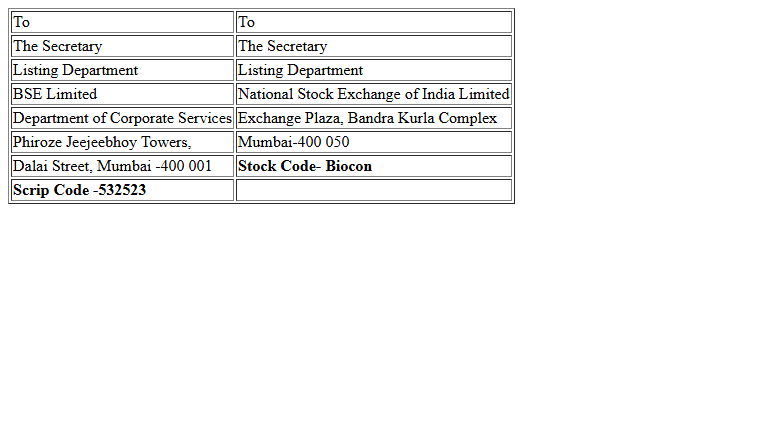 To To
The Secretary The Secretary
Listing Department Listing Department
BSE Limited National Stock Exchange of India Limited
Department of Corporate Services Exchange Plaza, Bandra Kurla Complex
Phiroze Jeejeebhoy Towers, Mumbai-400 050
Dalai Street, Mumbai -400 001 Stock Code- Biocon
Scrip Code -532523